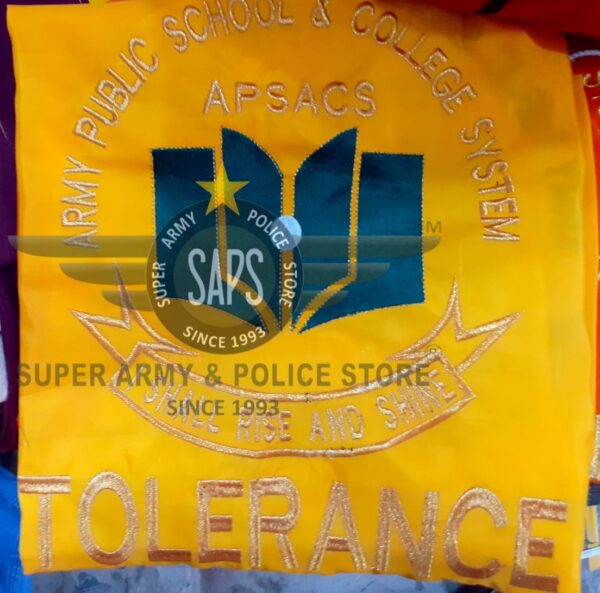 ARMY PUBLIC SCHOOL & COLLEGE SYSTEM
APSACS
SUPER ARMY POLICE STORE
SAPS
SINCE 1993
M
SUPER ARMY & POLICE STORE®
SINCE 1993
I SHALL RISE AND SHINE
TOLERANCE